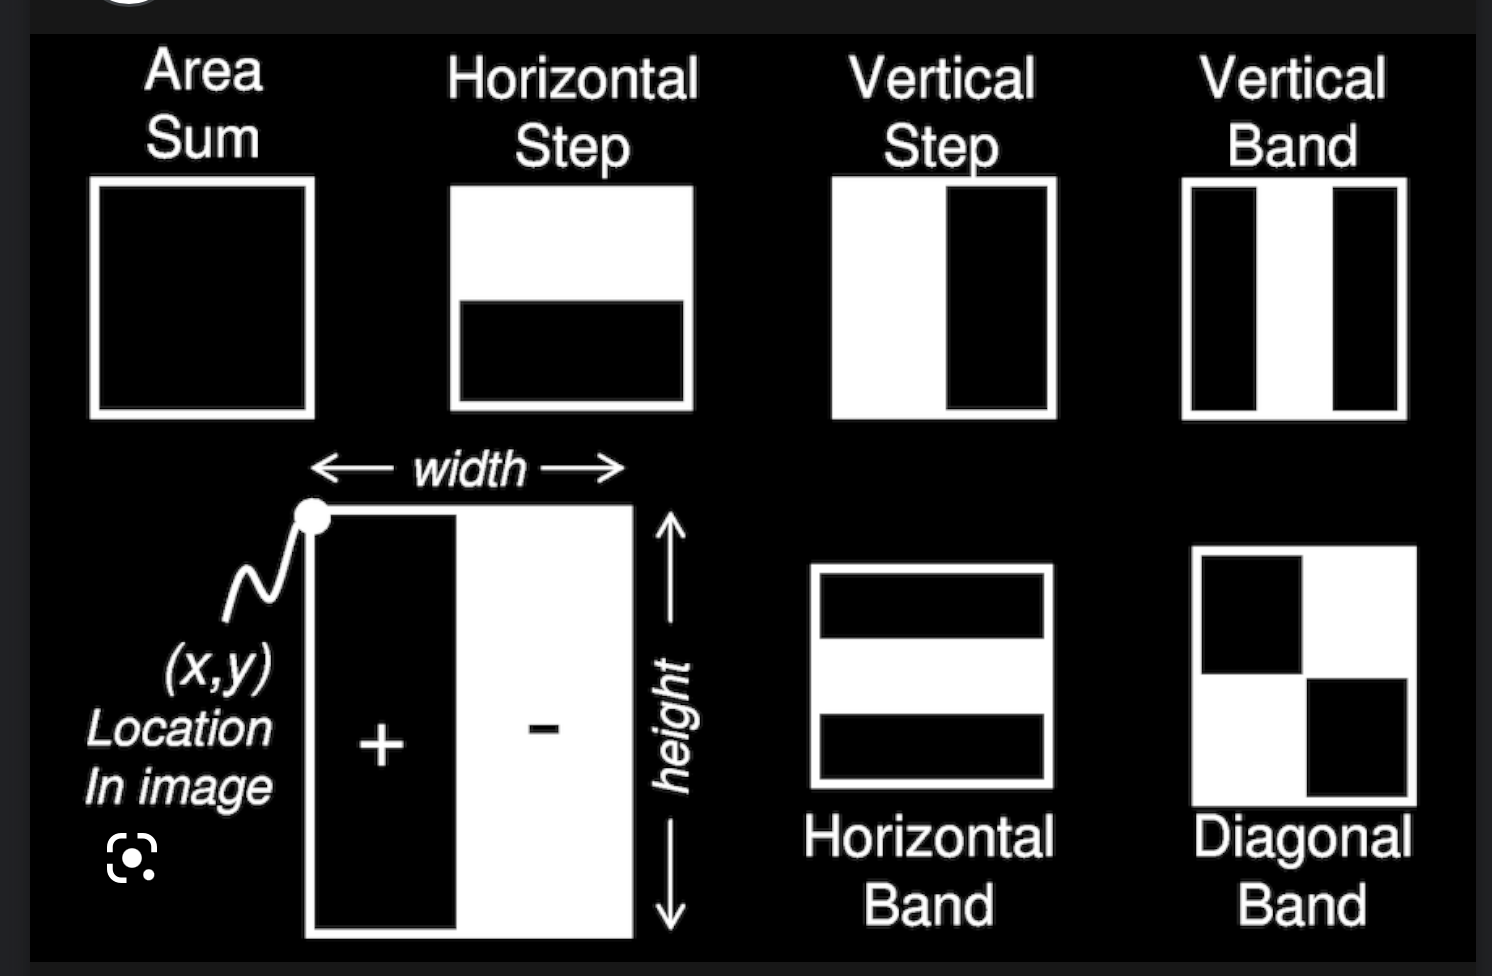 Area
Sum
Horizontal
Step
Vertical
Step
Vertical
Band
width
(x,y)
Location
In image
+
-
height
Horizontal
Band
Diagonal
Band